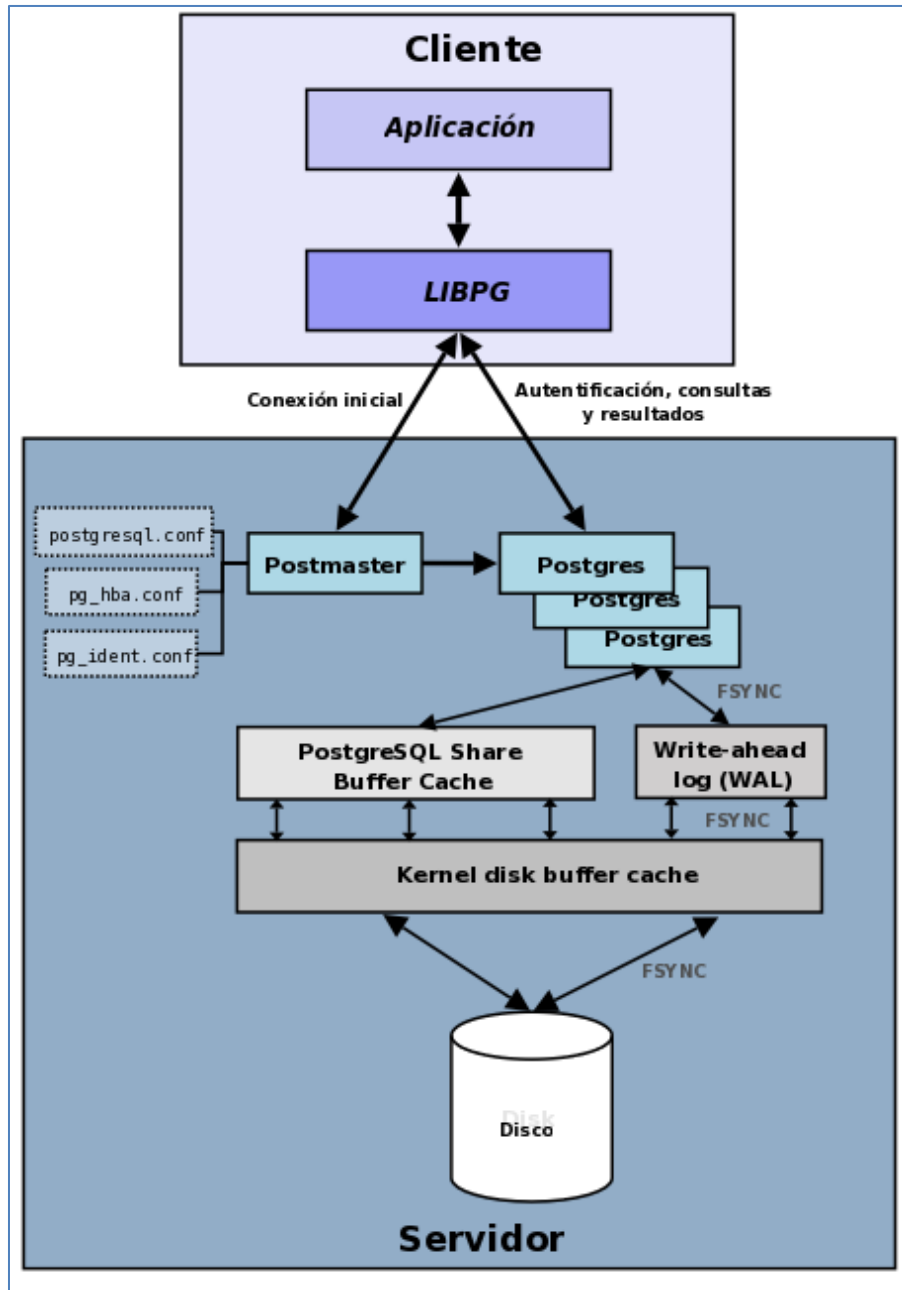 Cliente
Aplicación
LIBPG
Conexión inicial
Autentificación, consultas
y resultados
postgresql.conf
pg_hba.conf
pg_ident.conf
Postmaster
Postgres
Postgres
Postgres
FSYNC
PostgreSQL Share
Buffer Cache
Write-ahead
log (WAL)
FSYNC
Kernel disk buffer cache
FSYNC
Disk
Disco
Servidor